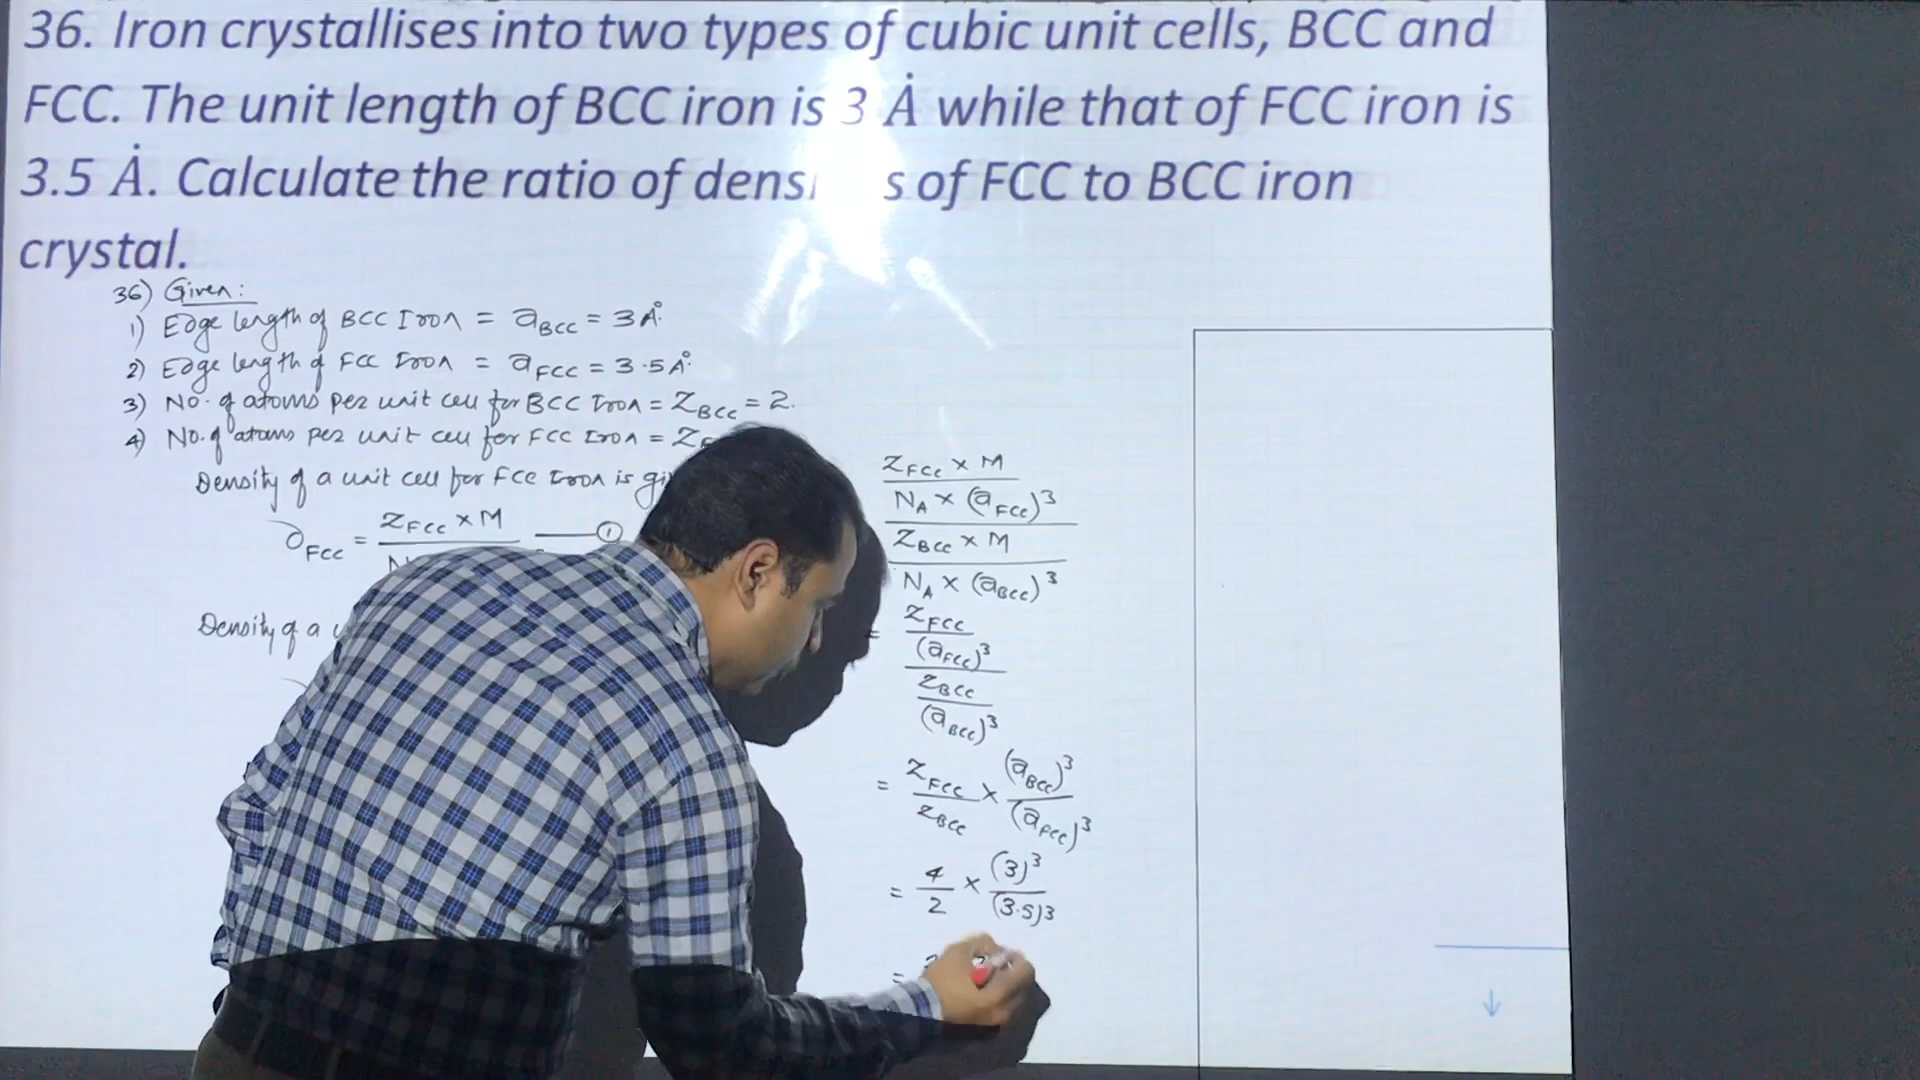 36. Iron crystallises into two types of cubic unit cells, BCC and
FCC. The unit length of BCC iron is 3 Ȧ while that of FCC iron is
3.5 Ȧ. Calculate the ratio of of FCC to BCC iron
crystal.
36) Given:
1) Edge length of BCC Iron = a_BCC = 3Å.
2) Edge length of FCC Iron = a_FCC = 3.5Å.
3) No. of atoms per unit cell for BCC Iron = Z_BCC = 2.
4) No. of atoms per unit cell for FCC Iron =
Density of a unit cell for FCC Iron is
∂_FCC = Z_FCC × M ①
Density of a
Z_FCC × M
N_A × (a_FCC)³
Z_BCC × M
N_A × (a_BCC)³
= Z_FCC
(a_FCC)³
Z_BCC
(a_BCC)³
= Z_FCC / Z_BCC × (a_BCC)³ / (a_FCC)³
= 4/2 × (3)³/(3.5)³
=